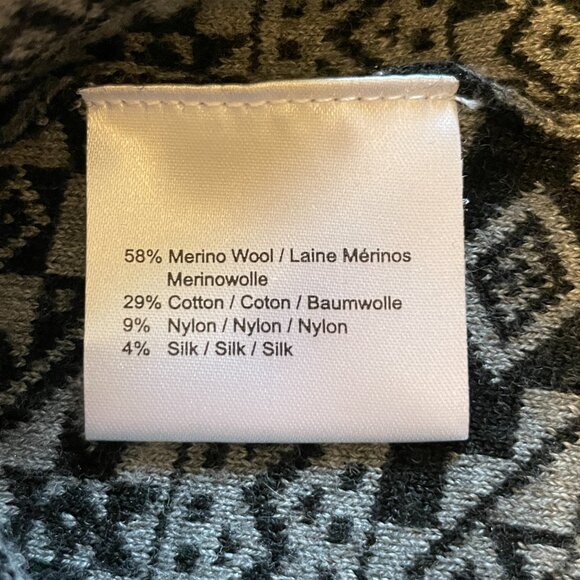 58% Merino Wool / Laine Mérinos
Merinowolle
29% Cotton / Coton / Baumwolle
9% Nylon / Nylon / Nylon
4% Silk / Silk / Silk